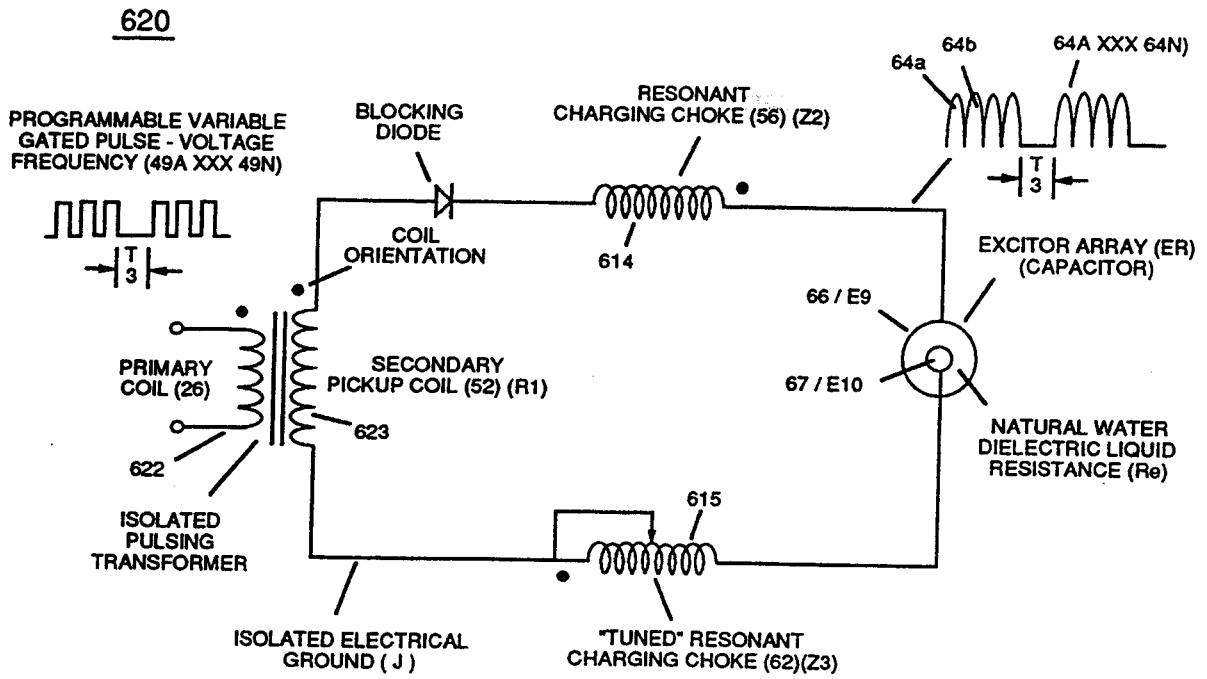 620
PROGRAMMABLE VARIABLE
GATED PULSE - VOLTAGE
FREQUENCY (49A XXX 49N)
T
3
BLOCKING
DIODE
RESONANT
CHARGING CHOKE (56) (Z2)
64a
64b
64A XXX 64N)
T
3
COIL
ORIENTATION
614
EXCITOR ARRAY (ER)
(CAPACITOR)
66 / E9
67 / E10
PRIMARY
COIL (26)
SECONDARY
PICKUP COIL (52) (R1)
622
623
NATURAL WATER
DIELECTRIC LIQUID
RESISTANCE (Re)
ISOLATED
PULSING
TRANSFORMER
615
ISOLATED ELECTRICAL
GROUND ( J )
"TUNED" RESONANT
CHARGING CHOKE (62)(Z3)